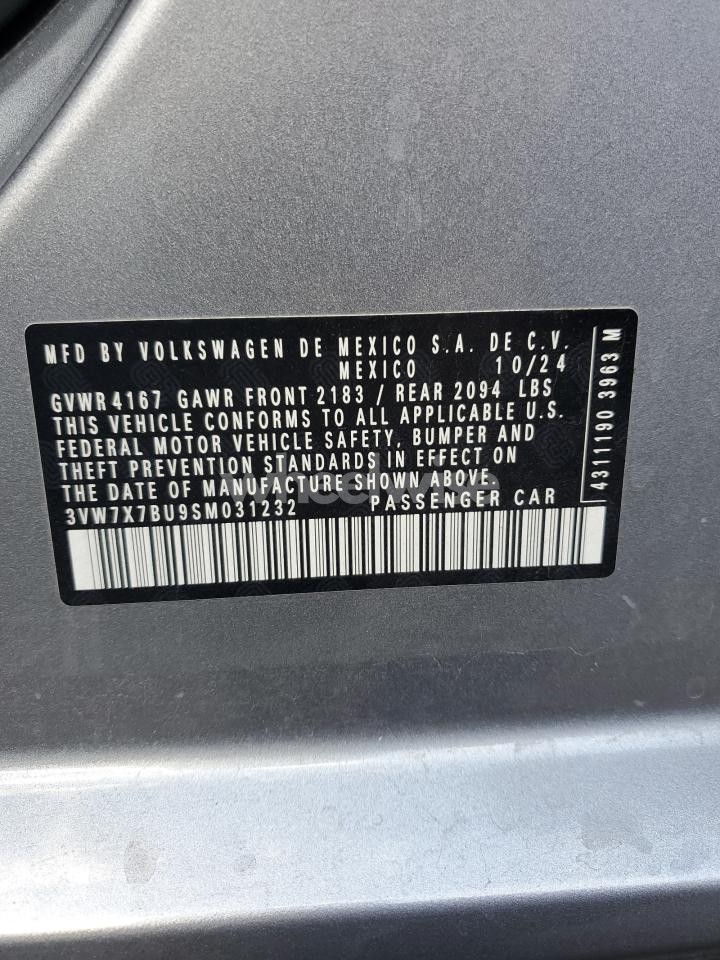 MFD BY VOLKSWAGEN DE MEXICO S.A. DE C.V.
MEXICO 10/24
GVWR 4167 GAWR FRONT 2183 / REAR 2094 LBS
THIS VEHICLE CONFORMS TO ALL APPLICABLE U.S.
FEDERAL MOTOR VEHICLE SAFETY, BUMPER AND
THEFT PREVENTION STANDARDS IN EFFECT ON
THE DATE OF MANUFACTURE SHOWN ABOVE.
3VW7X7BU9SM031232 PASSENGER CAR
4311190 3963 M